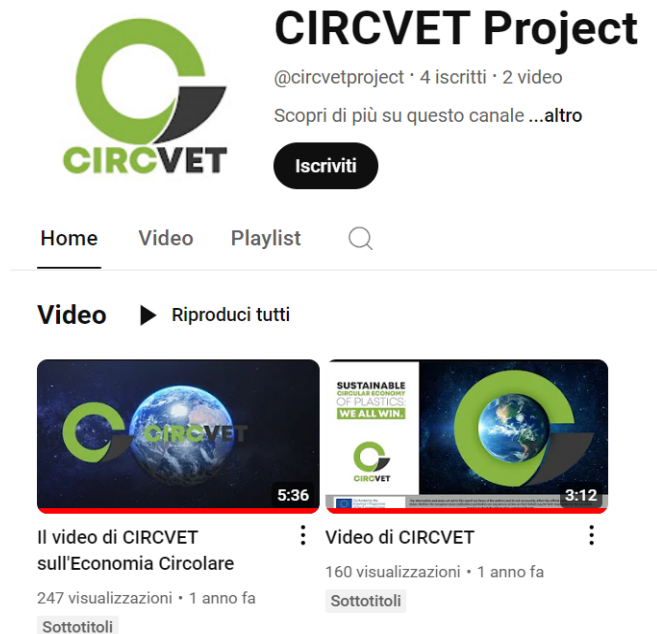 CIRCVET Project
CIRCVET
@circvetproject · 4 iscritti · 2 video
Scopri di più su questo canale ...altro
Iscriviti
Home Video Playlist
Video Riproduci tutti
CIRCVET
5:36
SUSTAINABLE
CIRCULAR ECONOMY
OF PLASTICS:
WE ALL WIN.
CIRCVET
3:12
Il video di CIRCVET
sull'Economia Circolare
247 visualizzazioni • 1 anno fa
Sottotitoli
Video di CIRCVET
160 visualizzazioni • 1 anno fa
Sottotitoli